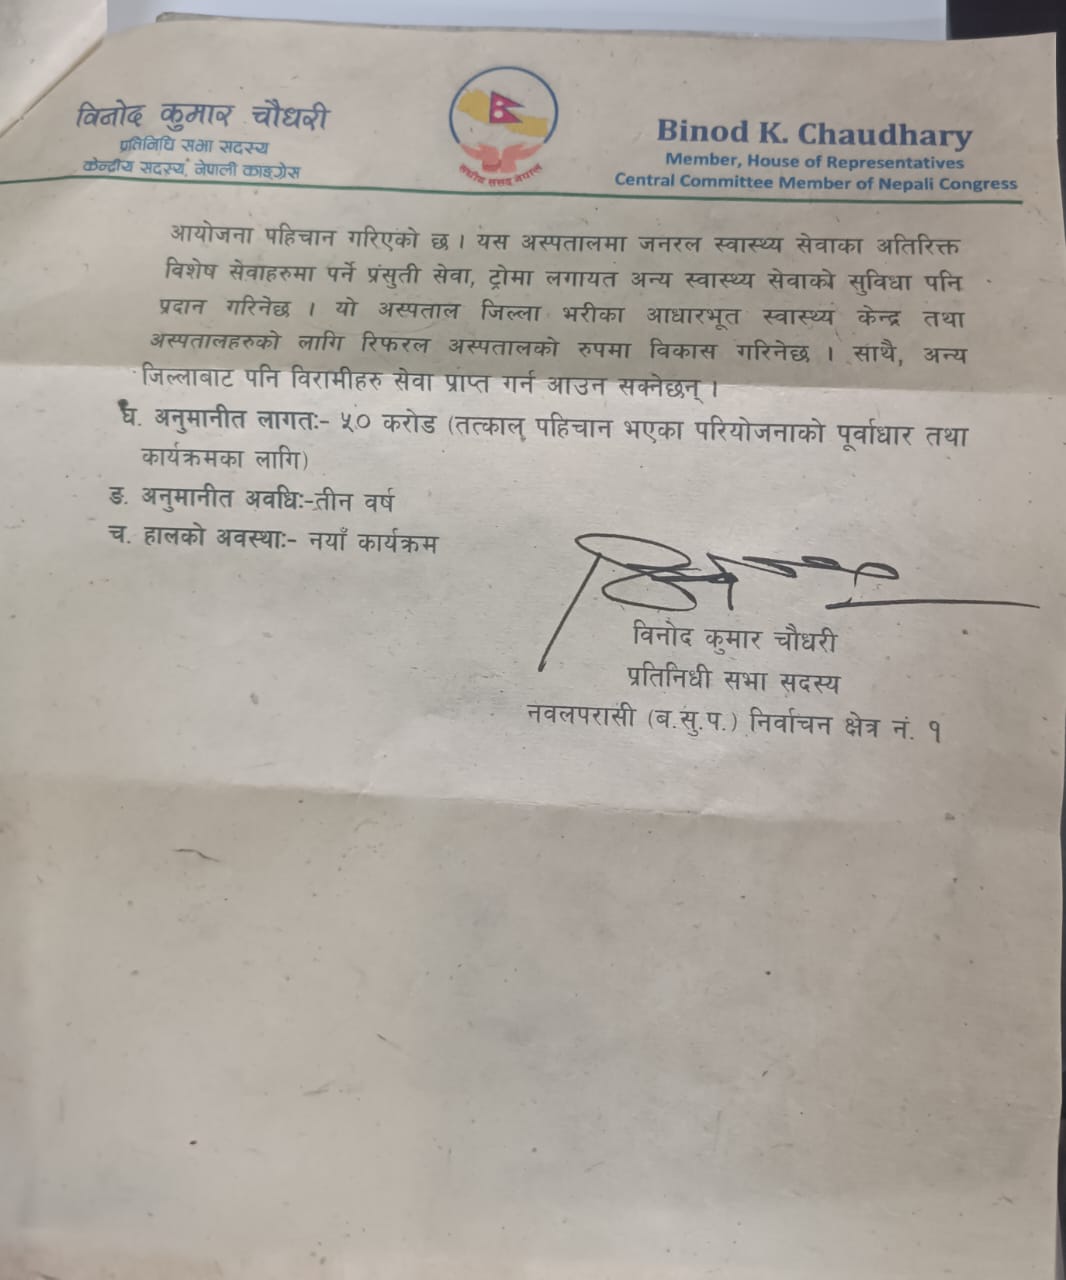 विनोद कुमार चौधरी
प्रतिनिधि सभा सदस्य
केन्द्रीय सदस्य, नेपाली काङ्ग्रेस
संघीय संसद नेपाल
Binod K. Chaudhary
Member, House of Representatives
Central Committee Member of Nepali Congress
आयोजना पहिचान गरिएको छ । यस अस्पतालमा जनरल स्वास्थ्य सेवाका अतिरिक्त
विशेष सेवाहरुमा पर्ने प्रंसुती सेवा, ट्रोमा लगायत अन्य स्वास्थ्य सेवाको सुविधा पनि
प्रदान गरिनेछ । यो अस्पताल जिल्ला भरीका आधारभूत स्वास्थ्य केन्द्र तथा
अस्पतालहरुको लागि रिफरल अस्पतालको रुपमा विकास गरिनेछ । साथै, अन्य
जिल्लाबाट पनि विरामीहरु सेवा प्राप्त गर्न आउन सक्नेछन् ।
घ. अनुमानीत लागतः- ५० करोड (तत्काल पहिचान भएका परियोजनाको पूर्वाधार तथा
कार्यक्रमका लागि)
ङ. अनुमानीत अवधिः-तीन वर्ष
च. हालको अवस्थाः- नयाँ कार्यक्रम
विनोद कुमार चौधरी
प्रतिनिधी सभा सदस्य
नवलपरासी (ब.सु.प.) निर्वाचन क्षेत्र नं. १